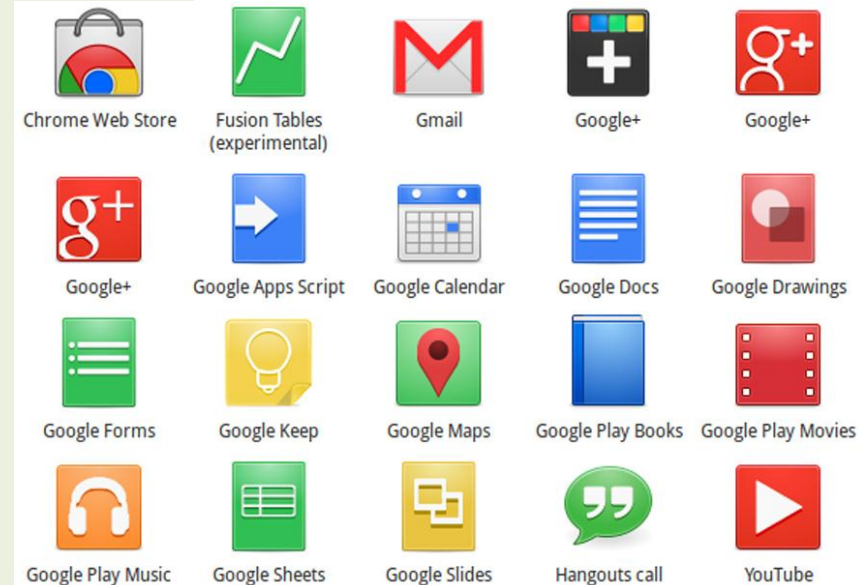 Chrome Web Store
Fusion Tables
(experimental)
Gmail
Google+
Google+
g+
Google+
Google Apps Script
Google Calendar
Google Docs
Google Drawings
Google Forms
Google Keep
Google Maps
Google Play Books
Google Play Movies
Google Play Music
Google Sheets
Google Slides
Hangouts call
YouTube